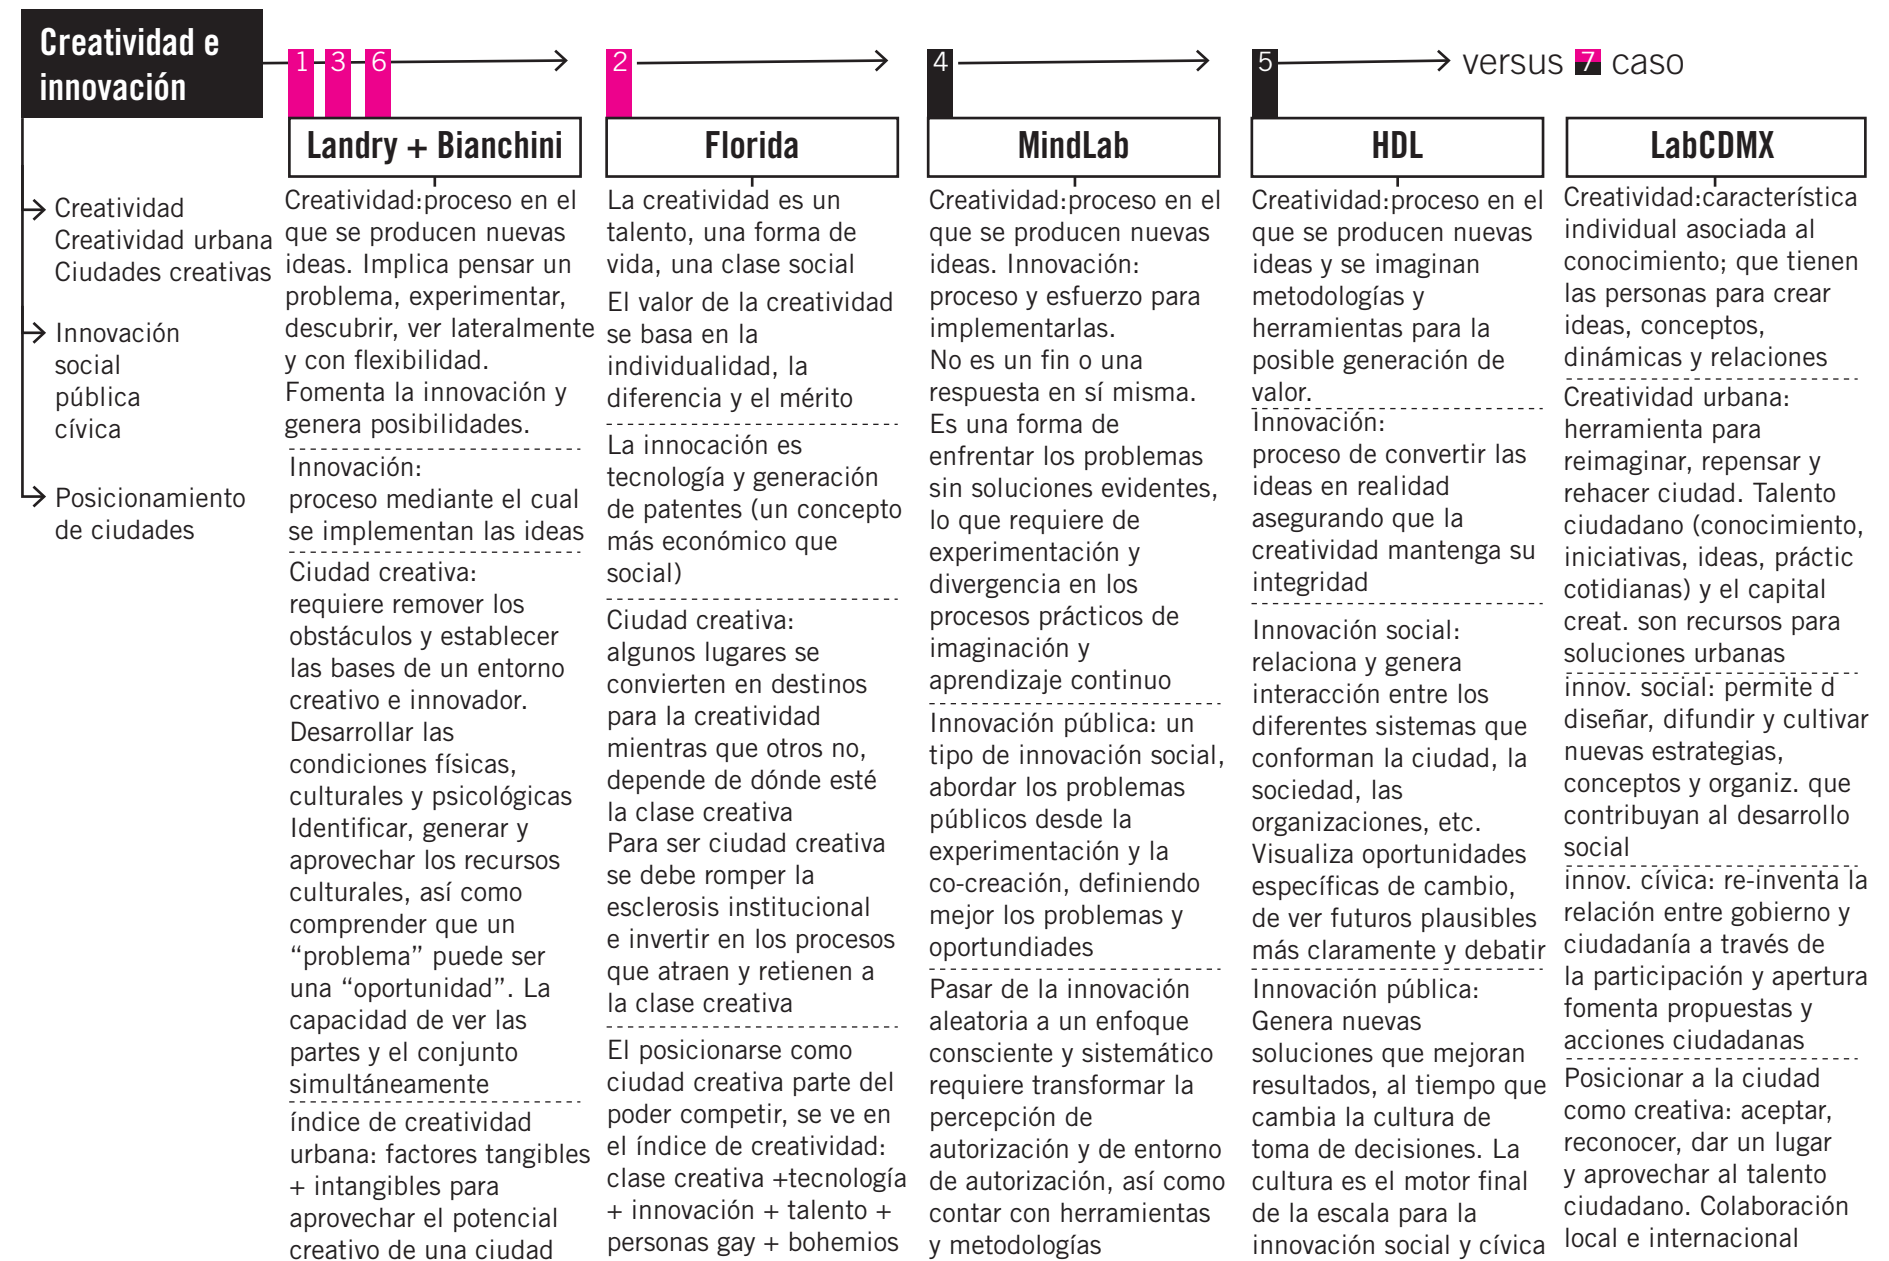 Creatividad e
innovación
1 3 6
2
4
5
versus 7 caso
Creatividad
Creatividad urbana
Ciudades creativas
Innovación
social
pública
cívica
Posicionamiento
de ciudades
Landry + Bianchini
Creatividad:proceso en el
que se producen nuevas
ideas. Implica pensar un
problema, experimentar,
descubrir, ver lateralmente
y con flexibilidad.
Fomenta la innovación y
genera posibilidades.
Innovación:
proceso mediante el cual
se implementan las ideas
Ciudad creativa:
requiere remover los
obstáculos y establecer
las bases de un entorno
creativo e innovador.
Desarrollar las
condiciones físicas,
culturales y psicológicas
Identificar, generar y
aprovechar los recursos
culturales, así como
comprender que un
“problema” puede ser
una “oportunidad”. La
capacidad de ver las
partes y el conjunto
simultáneamente
índice de creatividad
urbana: factores tangibles
+ intangibles para
aprovechar el potencial
creativo de una ciudad
Florida
La creatividad es un
talento, una forma de
vida, una clase social
El valor de la creatividad
se basa en la
individualidad, la
diferencia y el mérito
La innocación es
tecnología y generación
de patentes (un concepto
más económico que
social)
Ciudad creativa:
algunos lugares se
convierten en destinos
para la creatividad
mientras que otros no,
depende de dónde esté
la clase creativa
Para ser ciudad creativa
se debe romper la
esclerosis institucional
e invertir en los procesos
que atraen y retienen a
la clase creativa
El posicionarse como
ciudad creativa parte del
poder competir, se ve en
el índice de creatividad:
clase creativa +tecnología
+ innovación + talento +
personas gay + bohemios
MindLab
Creatividad:proceso en el
que se producen nuevas
ideas. Innovación:
proceso y esfuerzo para
implementarlas.
No es un fin o una
respuesta en sí misma.
Es una forma de
enfrentar los problemas
sin soluciones evidentes,
lo que requiere de
experimentación y
divergencia en los
procesos prácticos de
imaginación y
aprendizaje continuo
Innovación pública: un
tipo de innovación social,
abordar los problemas
públicos desde la
experimentación y la
co-creación, definiendo
mejor los problemas y
oportundiades
Pasar de la innovación
aleatoria a un enfoque
consciente y sistemático
requiere transformar la
percepción de
autorización y de entorno
de autorización, así como
contar con herramientas
y metodologías
HDL
Creatividad:proceso en el
que se producen nuevas
ideas y se imaginan
metodologías y
herramientas para la
posible generación de
valor.
Innovación:
proceso de convertir las
ideas en realidad
asegurando que la
creatividad mantenga su
integridad
Innovación social:
relaciona y genera
interacción entre los
diferentes sistemas que
conforman la ciudad, la
sociedad, las
organizaciones, etc.
Visualiza oportunidades
específicas de cambio,
de ver futuros plausibles
más claramente y debatir
Innovación pública:
Genera nuevas
soluciones que mejoran
resultados, al tiempo que
cambia la cultura de
toma de decisiones. La
cultura es el motor final
de la escala para la
innovación social y cívica
LabCDMX
Creatividad:característica
individual asociada al
conocimiento; que tienen
las personas para crear
ideas, conceptos,
dinámicas y relaciones
Creatividad urbana:
herramienta para
reimaginar, repensar y
rehacer ciudad. Talento
ciudadano (conocimiento,
iniciativas, ideas, práctic
cotidianas) y el capital
creat. son recursos para
soluciones urbanas
innov. social: permite d
diseñar, difundir y cultivar
nuevas estrategias,
conceptos y organiz. que
contribuyan al desarrollo
social
innov. cívica: re-inventa la
relación entre gobierno y
ciudadanía a través de
la participación y apertura
fomenta propuestas y
acciones ciudadanas
Posicionar a la ciudad
como creativa: aceptar,
reconocer, dar un lugar
y aprovechar al talento
ciudadano. Colaboración
local e internacional